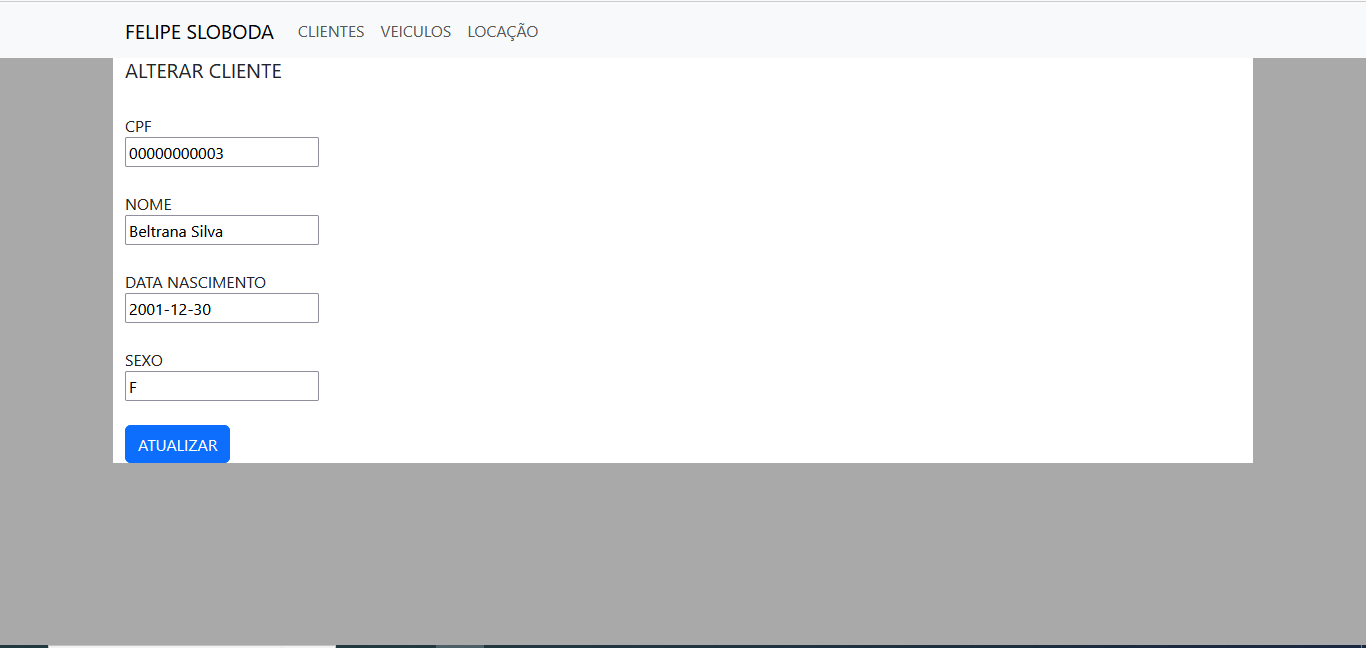 FELIPE SLOBODA CLIENTES VEICULOS LOCAÇÃO
ALTERAR CLIENTE
CPF
00000000003
NOME
Beltrana Silva
DATA NASCIMENTO
2001-12-30
SEXO
F
ATUALIZAR